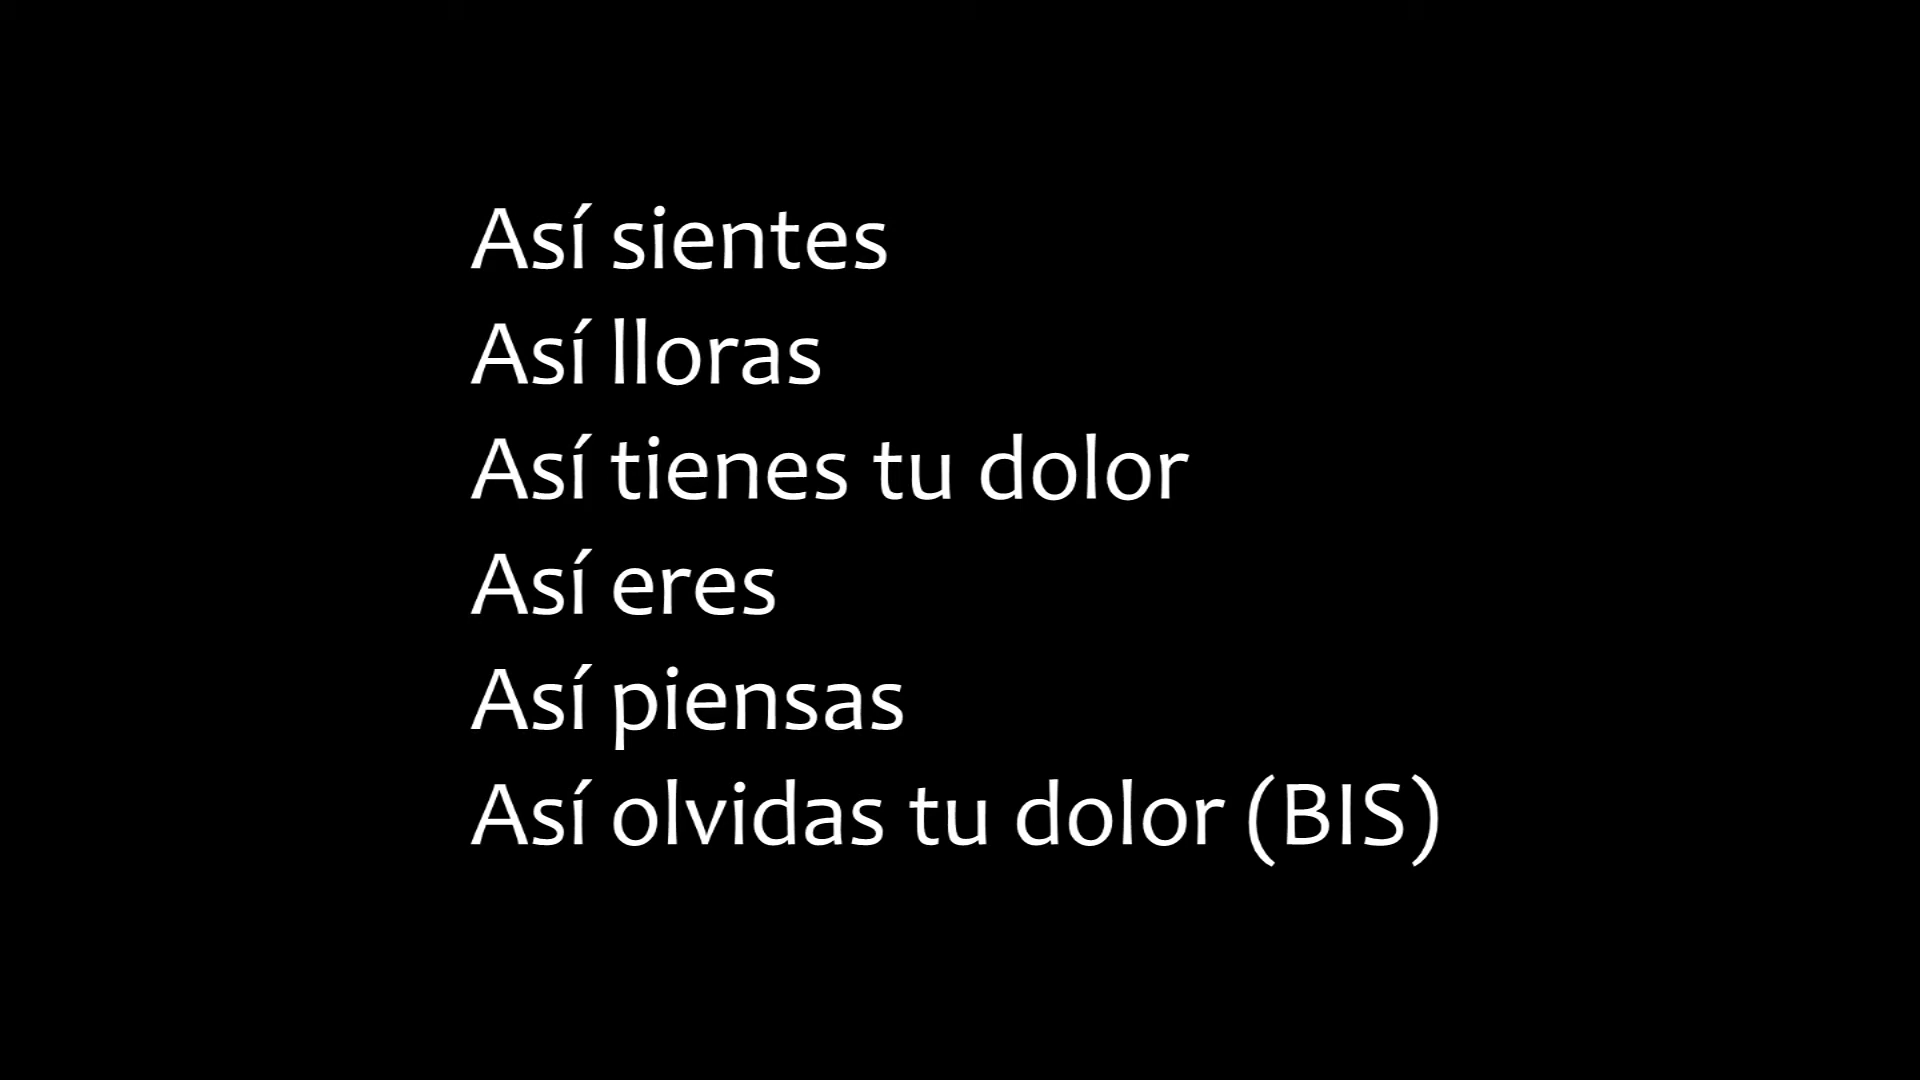 Así sientes
Así lloras
Así tienes tu dolor
Así eres
Así piensas
Así olvidas tu dolor (BIS)